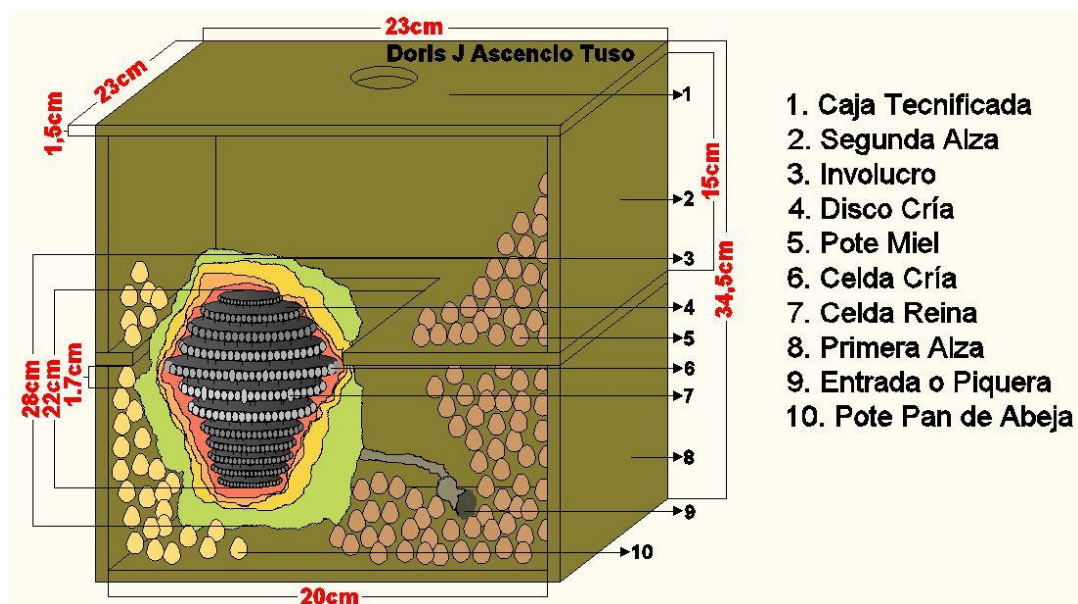 23cm
Doris J Ascencio Tuso
23cm
1,5cm
1
15cm
2
34,5cm
3
4
5
6
7
28cm
22cm
1.7cm
8
9
10
20cm
1. Caja Tecnificada
2. Segunda Alza
3. Involucro
4. Disco Cría
5. Pote Miel
6. Celda Cría
7. Celda Reina
8. Primera Alza
9. Entrada o Piquera
10. Pote Pan de Abeja